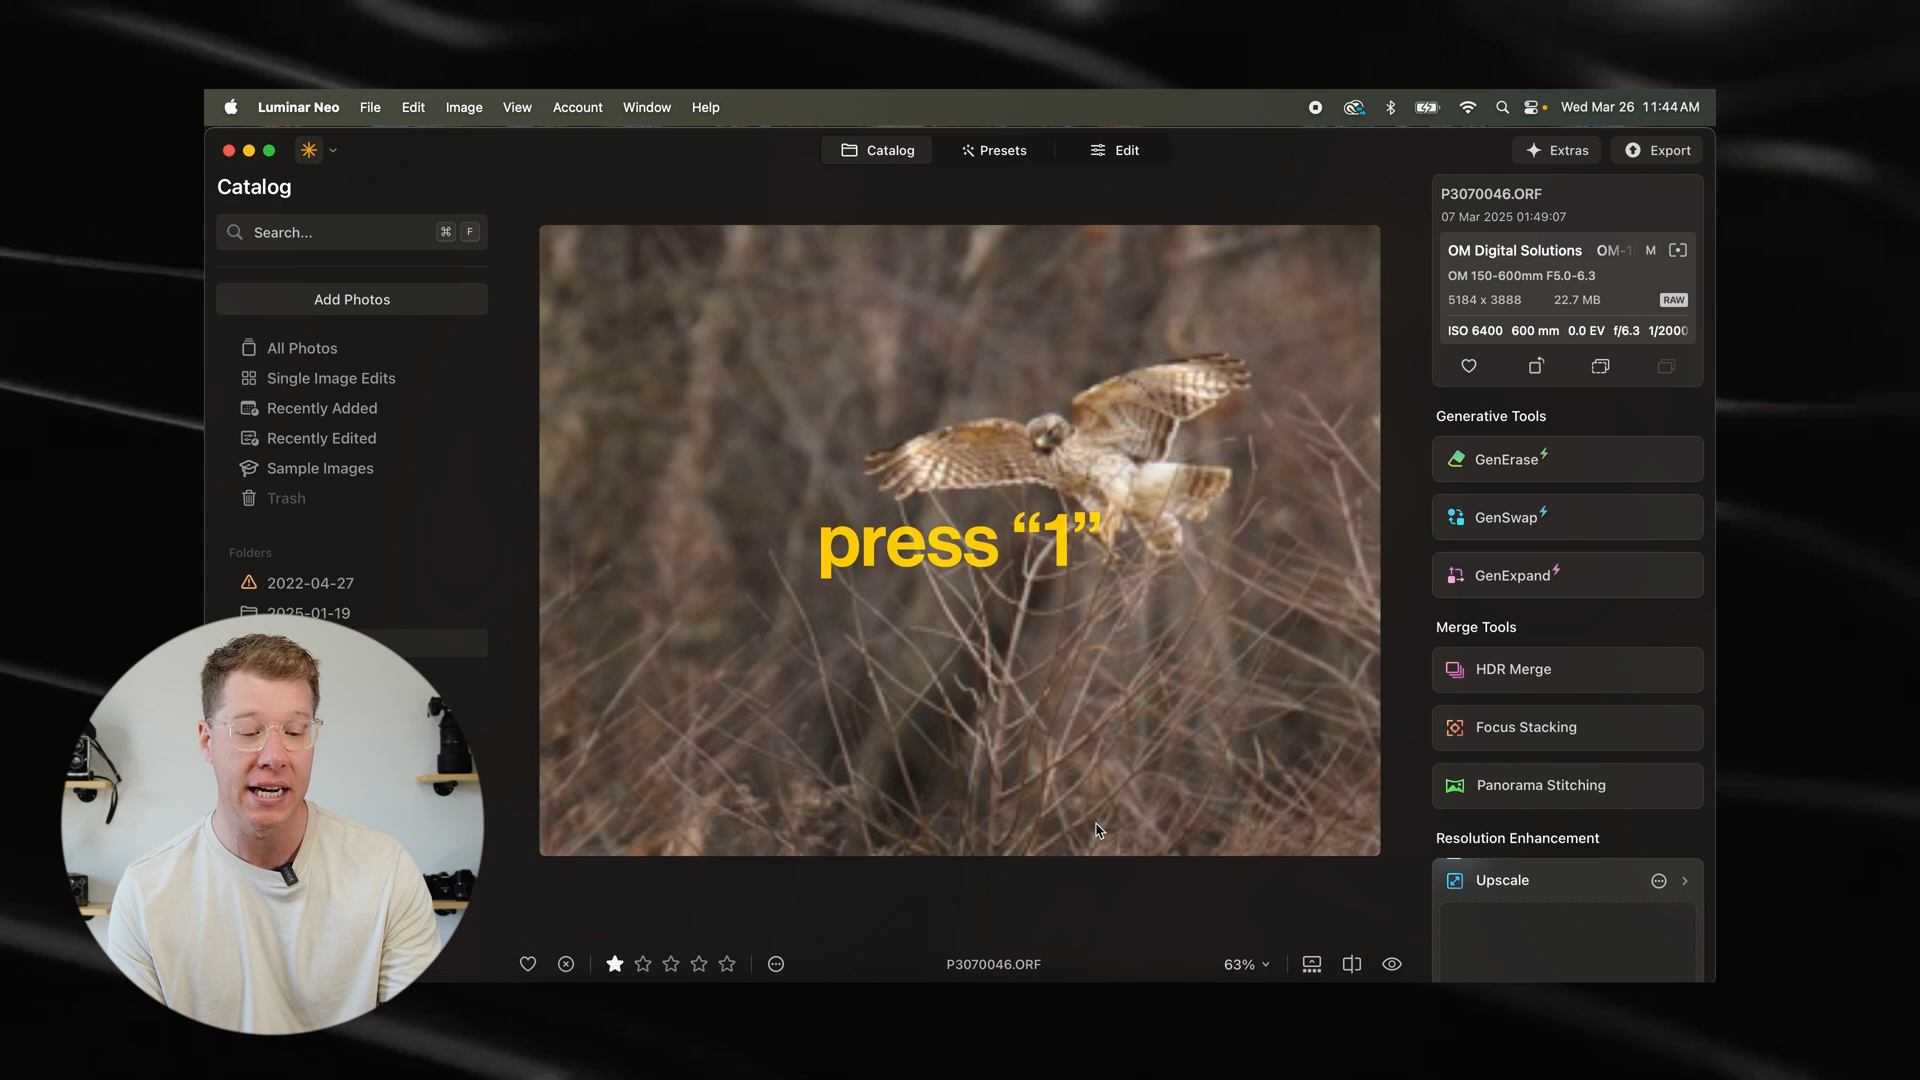 Luminar Neo File Edit Image View Account Window Help
Wed Mar 26 11:44 AM
Catalog Presets Edit
Extras Export
Catalog
Search... ⌘ F
Add Photos
All Photos
Single Image Edits
Recently Added
Recently Edited
Sample Images
Trash
Folders
2022-04-27
2025-01-19
press “1”
P3070046.ORF
63%
P3070046.ORF
07 Mar 2025 01:49:07
OM Digital Solutions OM-1 M
OM 150-600mm F5.0-6.3
5184 x 3888 22.7 MB RAW
ISO 6400 600 mm 0.0 EV f/6.3 1/2000
Generative Tools
GenErase
GenSwap
GenExpand
Merge Tools
HDR Merge
Focus Stacking
Panorama Stitching
Resolution Enhancement
Upscale